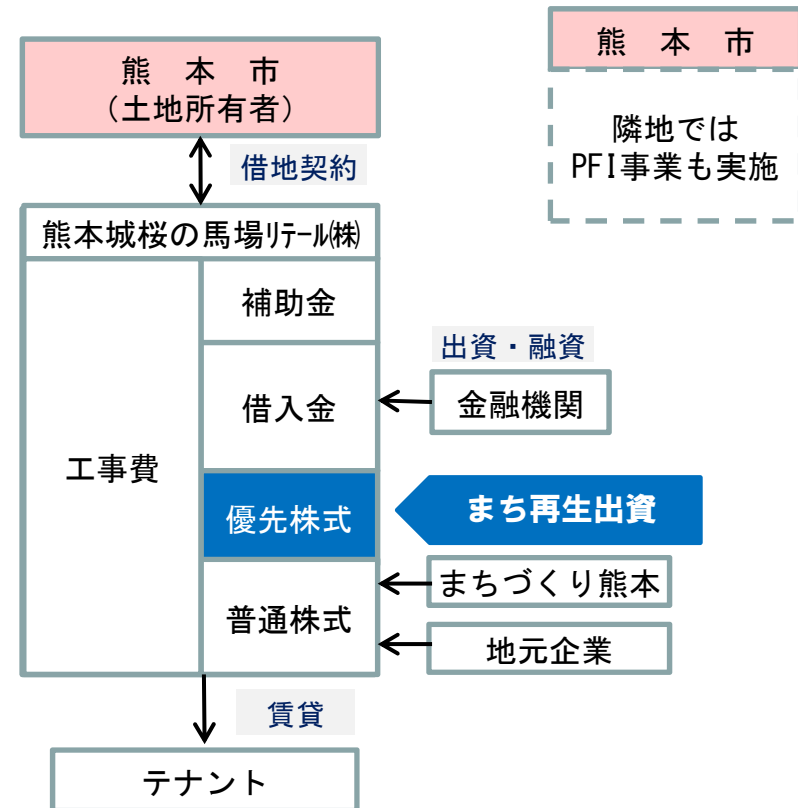 熊 本 市
（土地所有者）
借地契約
熊本城桜の馬場ﾘﾃｰﾙ㈱
工事費
補助金
借入金
優先株式
普通株式
出資・融資
金融機関
まち再生出資
まちづくり熊本
地元企業
賃貸
テナント
熊 本 市
隣地では
PFI事業も実施